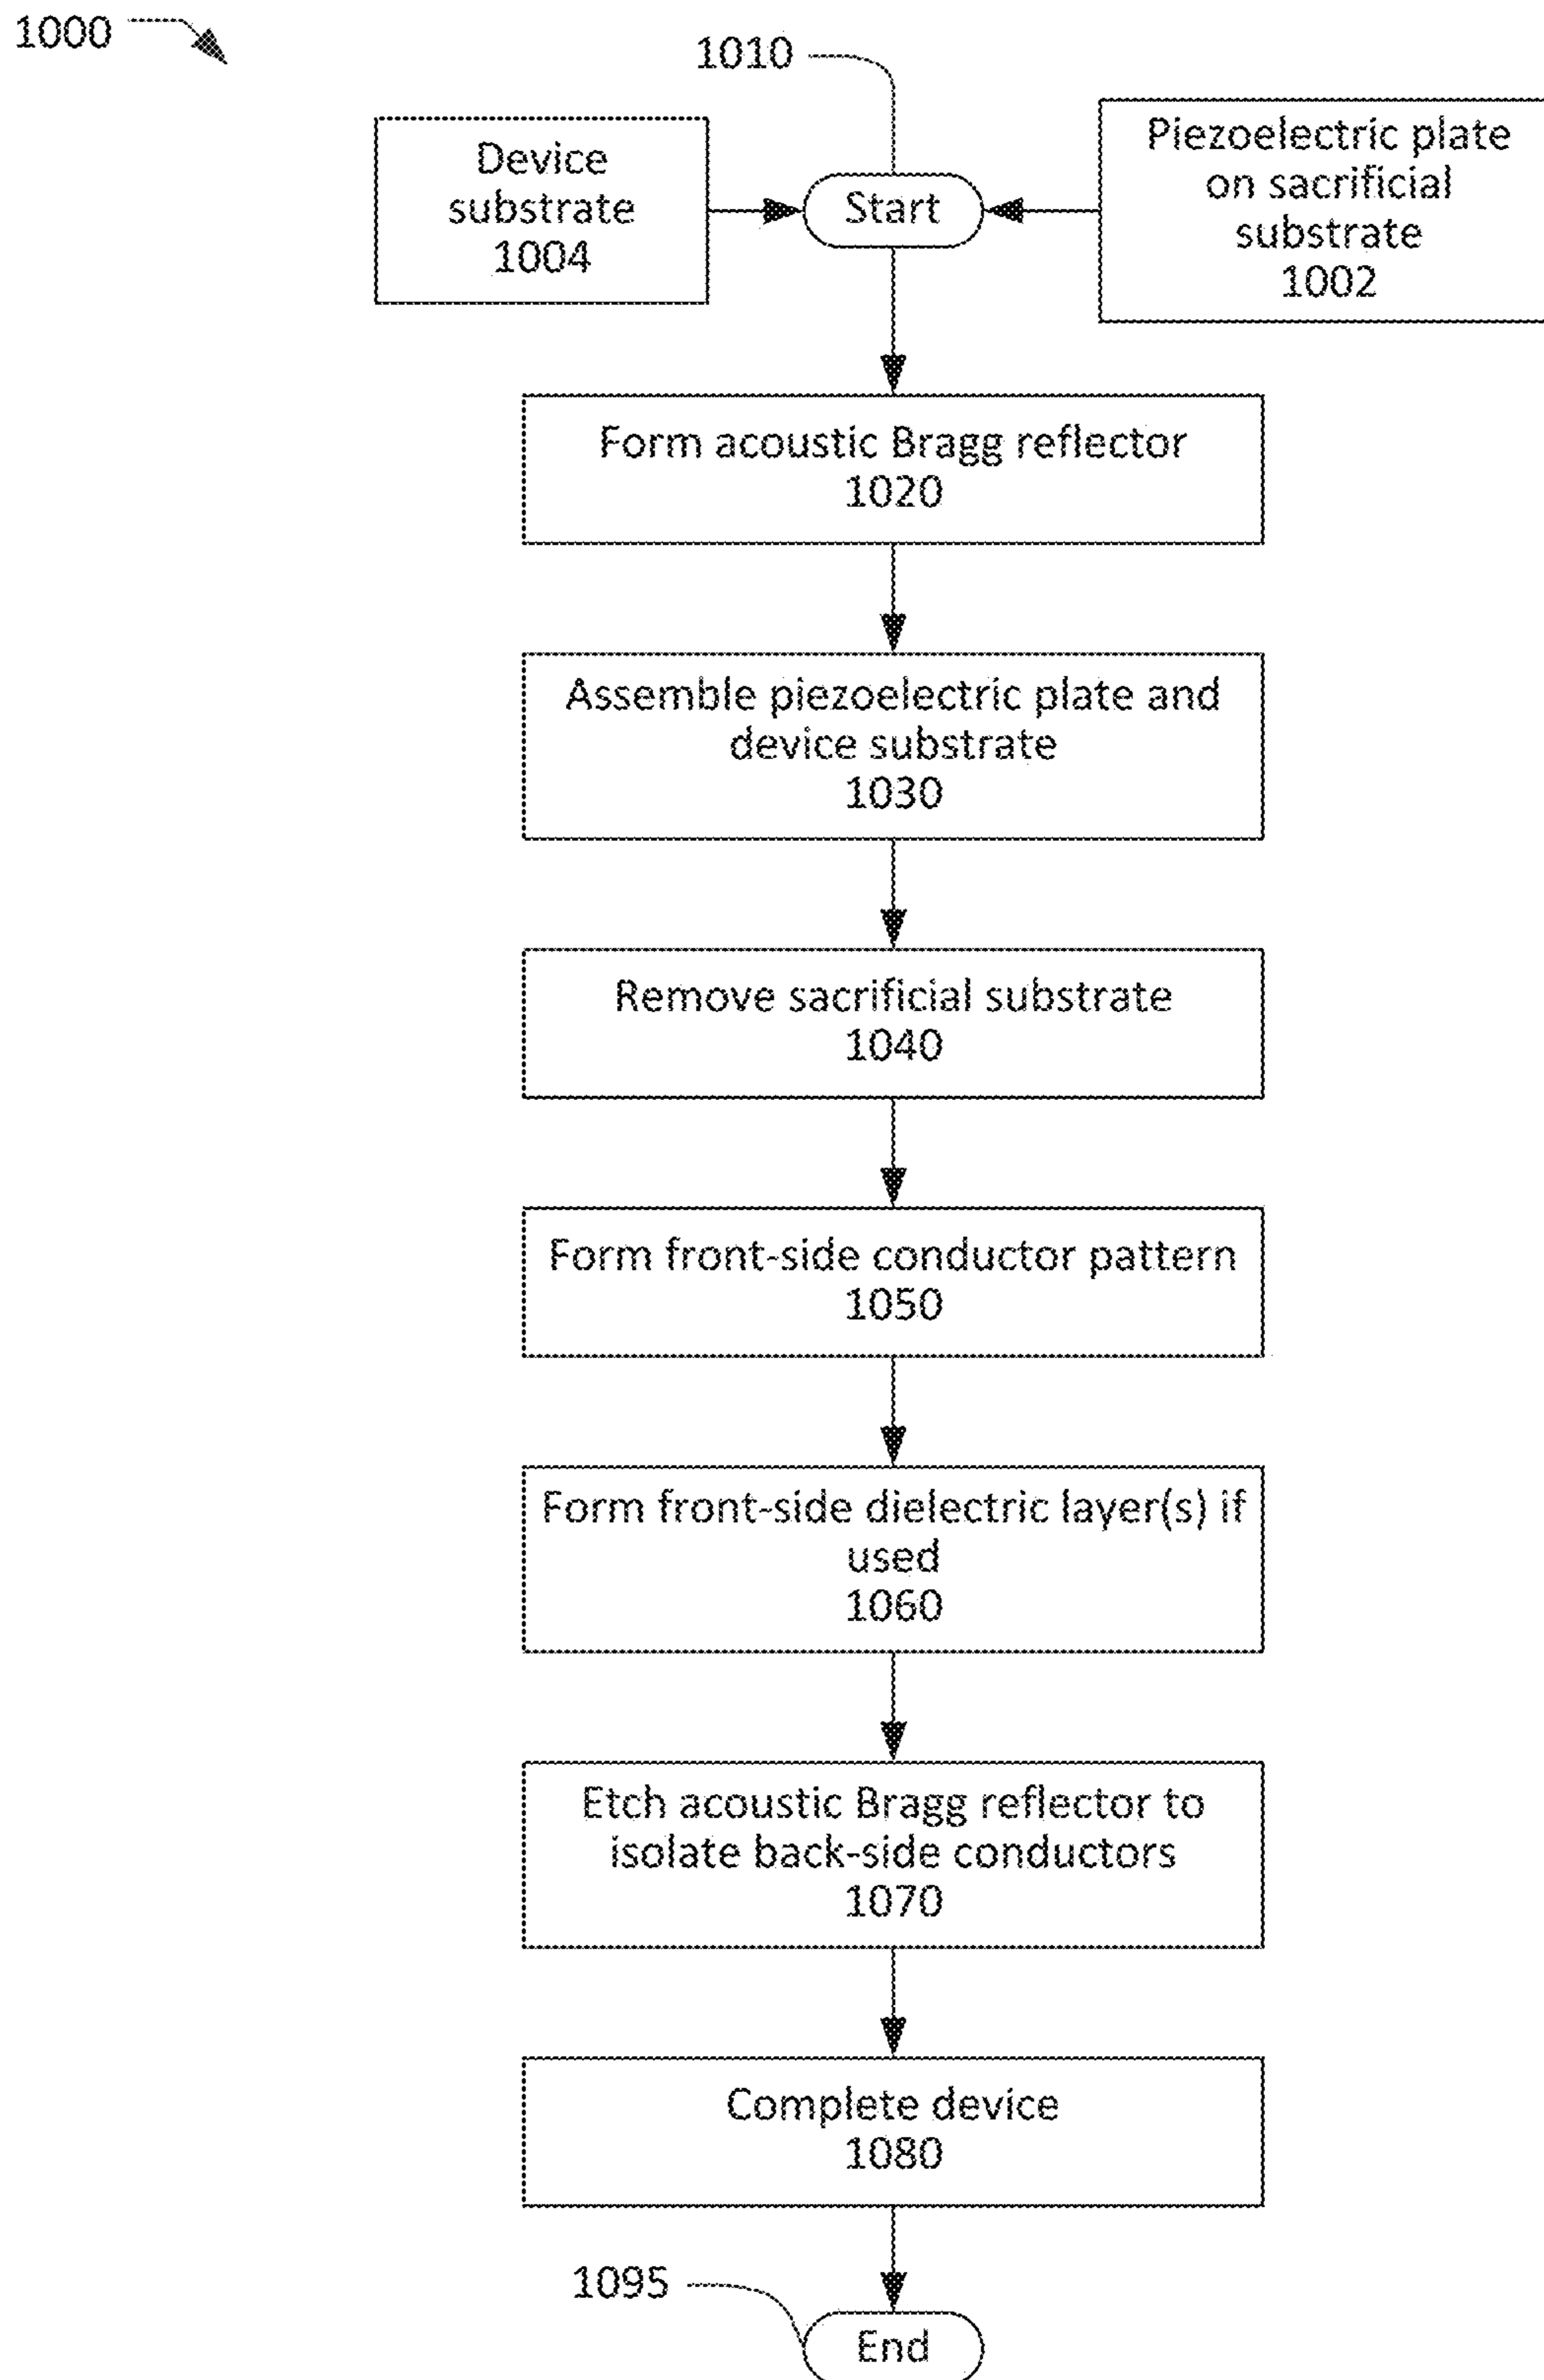 1000
1010
Device
substrate
1004
Start
Piezoelectric plate
on sacrificial
substrate
1002
Form acoustic Bragg reflector
1020
Assemble piezoelectric plate and
device substrate
1030
Remove sacrificial substrate
1040
Form front-side conductor pattern
1050
Form front-side dielectric layer(s) if
used
1060
Etch acoustic Bragg reflector to
isolate back-side conductors
1070
Complete device
1080
1095
End